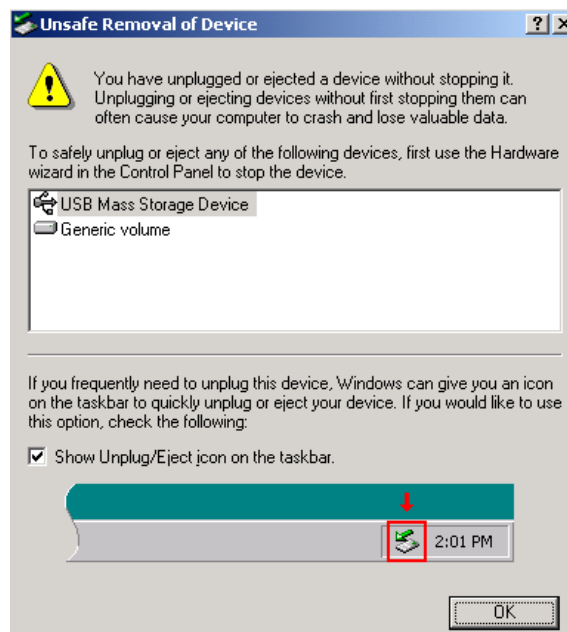 Unsafe Removal of Device
You have unplugged or ejected a device without stopping it.
Unplugging or ejecting devices without first stopping them can
often cause your computer to crash and lose valuable data.
To safely unplug or eject any of the following devices, first use the Hardware
wizard in the Control Panel to stop the device.
USB Mass Storage Device
Generic volume
If you frequently need to unplug this device, Windows can give you an icon
on the taskbar to quickly unplug or eject your device. If you would like to use
this option, check the following:
Show Unplug/Eject icon on the taskbar.
2:01 PM
OK